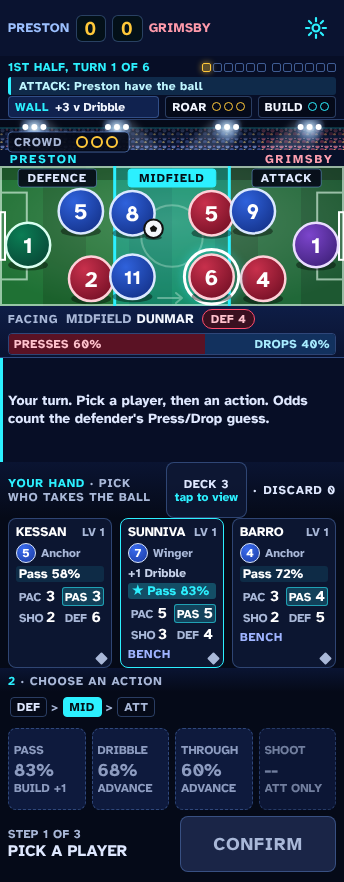 PRESTON 0 0 GRIMSBY
1ST HALF, TURN 1 OF 6
ATTACK: Preston have the ball
WALL +3 v Dribble ROAR BUILD
CROWD
PRESTON GRIMSBY
DEFENCE MIDFIELD ATTACK
5 8 5 9
1 1
2 11 6 4
FACING MIDFIELD DUNMAR DEF 4
PRESSES 60% DROPS 40%
Your turn. Pick a player, then an action. Odds
count the defender's Press/Drop guess.
YOUR HAND · PICK
WHO TAKES THE BALL
DECK 3
tap to view
· DISCARD 0
KESSAN LV 1
5 Anchor
Pass 58%
PAC 3 PAS 3
SHO 2 DEF 6
SUNNIVA LV 1
7 Winger
+1 Dribble
★ Pass 83%
PAC 5 PAS 5
SHO 3 DEF 4
BENCH
BARRO LV 1
4 Anchor
Pass 72%
PAC 3 PAS 4
SHO 2 DEF 5
BENCH
2 · CHOOSE AN ACTION
DEF > MID > ATT
PASS
83%
BUILD +1
DRIBBLE
68%
ADVANCE
THROUGH
60%
ADVANCE
SHOOT
--
ATT ONLY
STEP 1 OF 3
PICK A PLAYER
CONFIRM